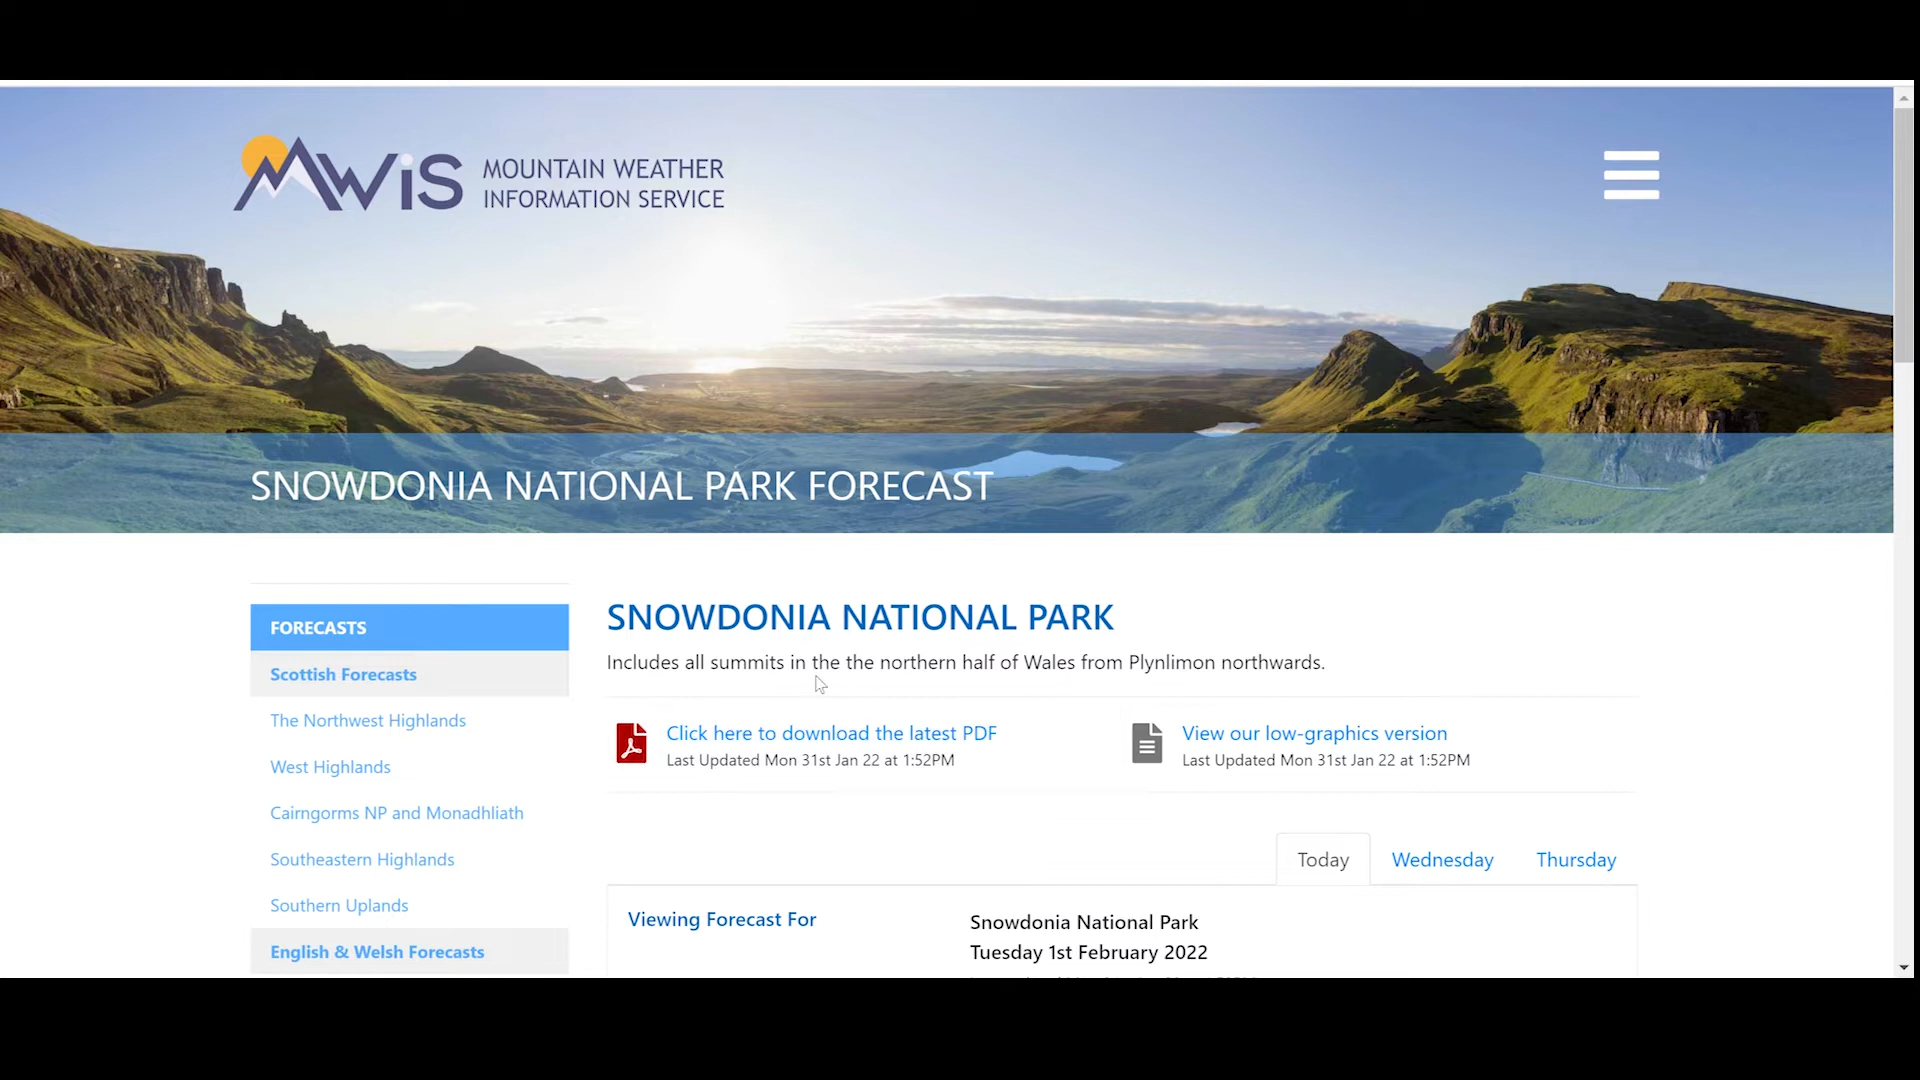 MWiS MOUNTAIN WEATHER
INFORMATION SERVICE
SNOWDONIA NATIONAL PARK FORECAST
FORECASTS
Scottish Forecasts
The Northwest Highlands
West Highlands
Cairngorms NP and Monadhliath
Southeastern Highlands
Southern Uplands
English & Welsh Forecasts
SNOWDONIA NATIONAL PARK
Includes all summits in the the northern half of Wales from Plynlimon northwards.
Click here to download the latest PDF
Last Updated Mon 31st Jan 22 at 1:52PM
View our low-graphics version
Last Updated Mon 31st Jan 22 at 1:52PM
Today Wednesday Thursday
Viewing Forecast For
Snowdonia National Park
Tuesday 1st February 2022